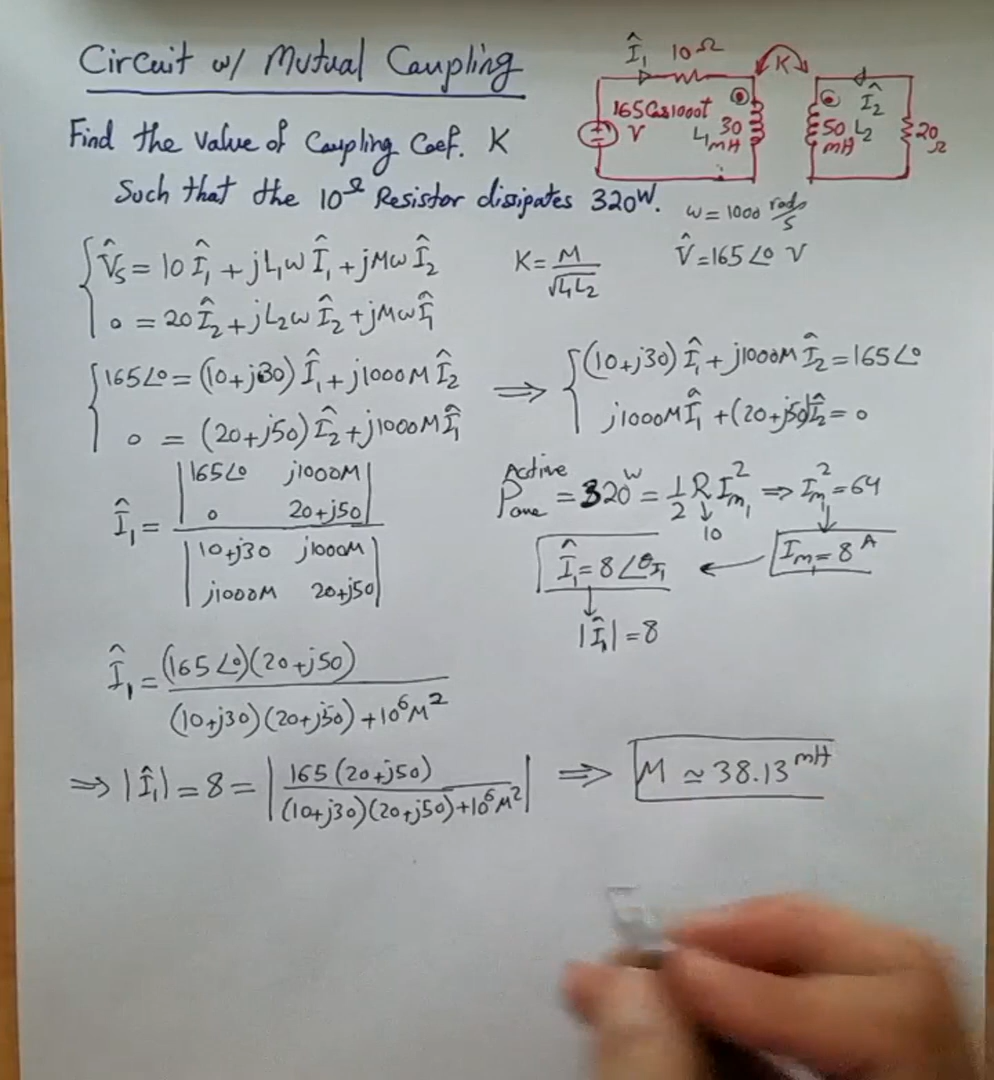 Circuit w/ Mutual Coupling
Î₁ 10Ω K
165Cos1000t V L₁ 30 mH 50 L₂ mH Î₂ 20Ω
Find the value of Coupling Coef. K
Such that the 10Ω Resistor dissipates 320W.
ω = 1000 rad/s
V̂ = 165∠0 V
V̂s = 10Î₁ + jL₁ωÎ₁ + jMωÎ₂
0 = 20Î₂ + jL₂ωÎ₂ + jMωÎ₁
K = M/√L₁L₂
165∠0 = (10+j30)Î₁ + j1000MÎ₂
0 = (20+j50)Î₂ + j1000MÎ₁
⟹ (10+j30)Î₁ + j1000MÎ₂ = 165∠0
j1000MÎ₁ + (20+j50)Î₂ = 0
Î₁ =
|165∠0 j1000M|
|0 20+j50|
|10+j30 j1000M|
|j1000M 20+j50|
Active
Pave = 320W = 1/2 R Im₁² ⇒ Im₁² = 64
10
Im₁ = 8 A
Î₁ = 8∠θI₁
|Î₁| = 8
Î₁ = (165∠0)(20+j50)
(10+j30)(20+j50)+10⁶M²
⟹ |Î₁| = 8 = |165(20+j50)
(10+j30)(20+j50)+10⁶M²|
⟹ M ≃ 38.13 mH